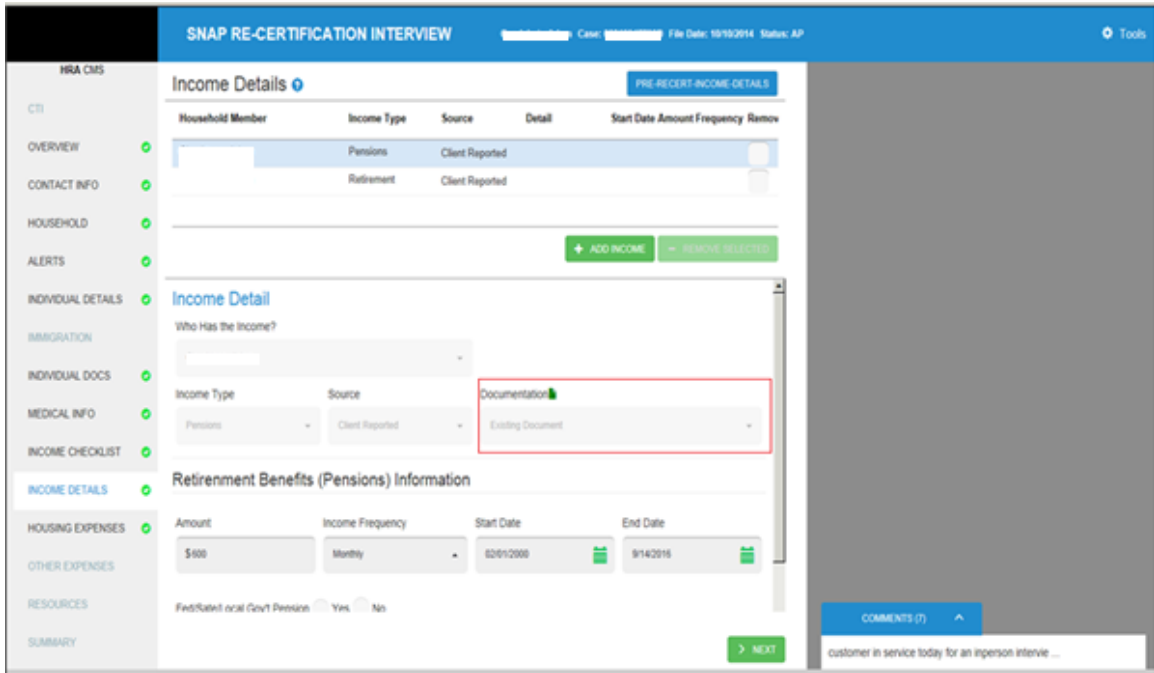 SNAP RE-CERTIFICATION INTERVIEW Case: File Date: 10/10/2014 Status: AP Tools
HRA CMS
CTI
OVERVIEW
CONTACT INFO
HOUSEHOLD
ALERTS
INDIVIDUAL DETAILS
IMMIGRATION
INDIVIDUAL DOCS
MEDICAL INFO
INCOME CHECKLIST
INCOME DETAILS
HOUSING EXPENSES
OTHER EXPENSES
RESOURCES
SUMMARY
Income Details ? PRE-RECERT-INCOME-DETAILS
Household Member Income Type Source Detail Start Date Amount Frequency Remov
Pensions Client Reported
Retirement Client Reported
+ ADD INCOME - REMOVE SELECTED
Income Detail
Who Has the Income?
Income Type Source Documentation
Pensions Client Reported Existing Document
Retirenment Benefits (Pensions) Information
Amount Income Frequency Start Date End Date
$600 Monthly 02/01/2000 9/14/2016
Fed/Sate/Local Gov't Pension Yes No
> NEXT
COMMENTS (7)
customer in service today for an inperson intervie ...